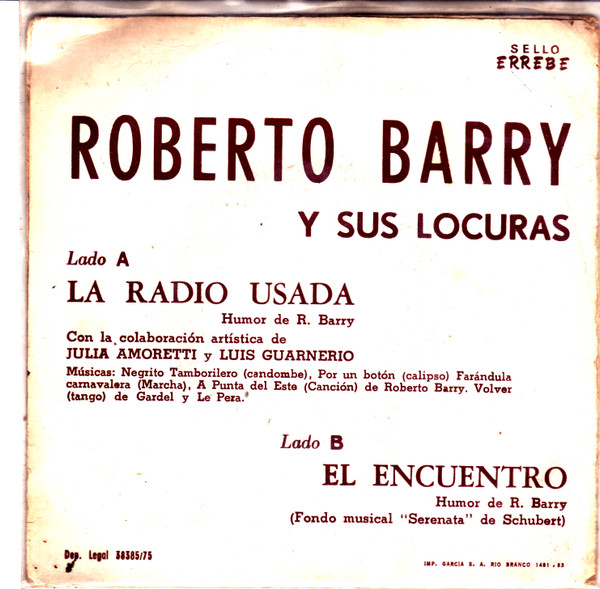 SELLO
ERREBE
ROBERTO BARRY
Y SUS LOCURAS
Lado A
LA RADIO USADA
Humor de R. Barry
Con la colaboración artística de
JULIA AMORETTI y LUIS GUARNERIO
Músicas: Negrito Tamborilero (candombe), Por un botón (calipso) Farándula
carnavalera (Marcha), A Punta del Este (Canción) de Roberto Barry. Volver
(tango) de Gardel y Le Pera.
Lado B
EL ENCUENTRO
Humor de R. Barry
(Fondo musical "Serenata" de Schubert)
Dep. Legal 38385/75
IMP. GARCIA S. A. RIO BRANCO 1481 - 83